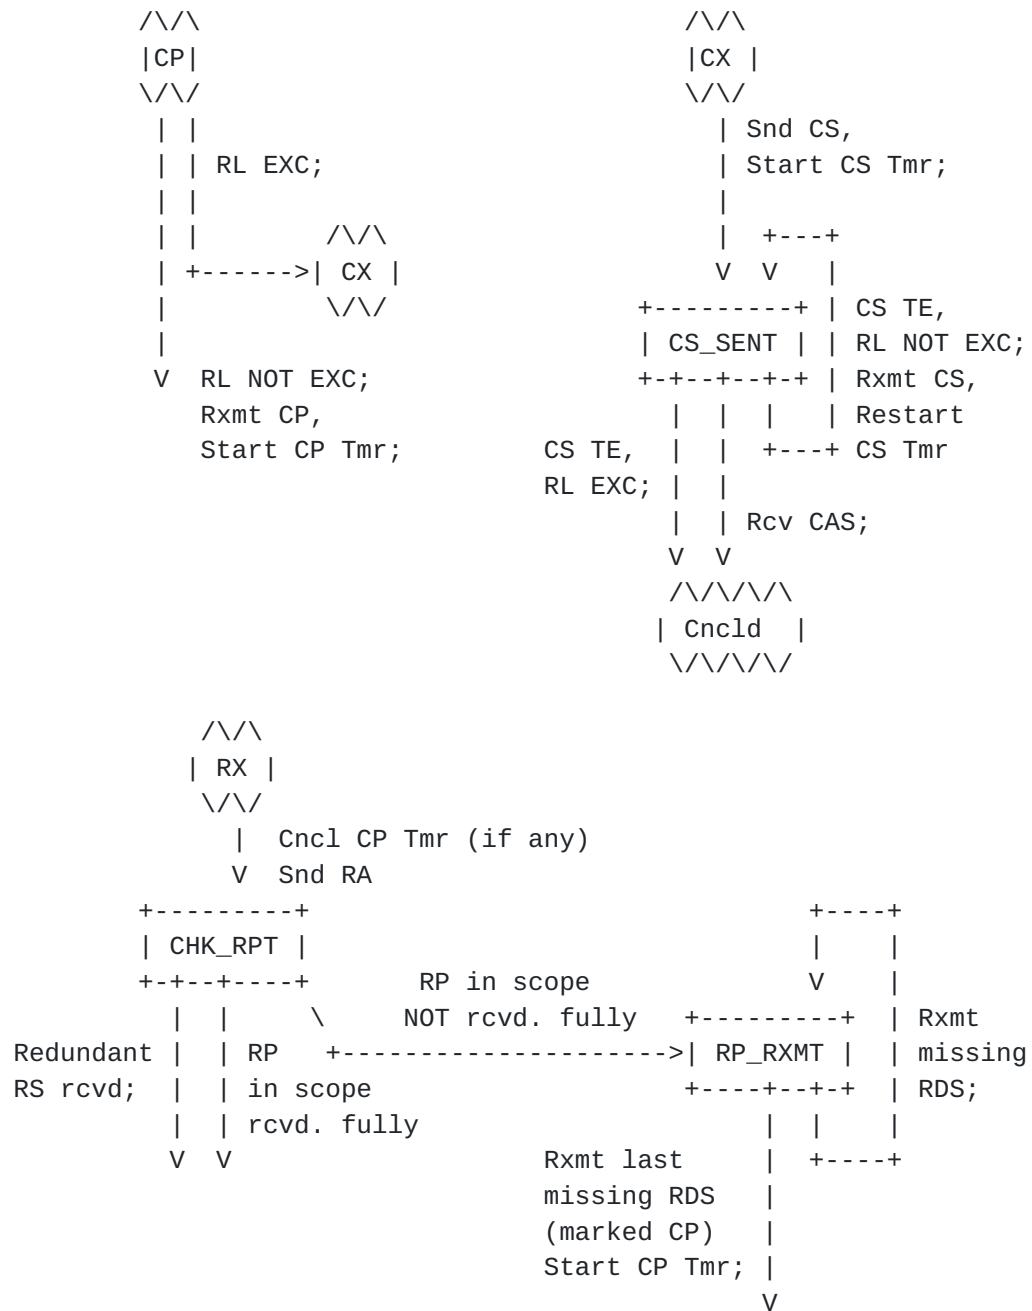 /\/\                               /\/\
         |CP|                               |CX |
         \/\/                               \/\/
          | |                                 | Snd CS,
          | | RL EXC;                         | Start CS Tmr;
          | |                                 |
          | |        /\/\                     |  +---+
          | +------>| CX |                    V  V   |
          |          \/\/                +---------+ | CS TE,
          |                              | CS_SENT | | RL NOT EXC;
          V  RL NOT EXC;                 +-+--+--+-+ | Rxmt CS,
             Rxmt CP,                      |  |  |   | Restart
             Start CP Tmr;         CS TE,  |  |  +---+ CS Tmr
                                   RL EXC; |  |
                                           |  | Rcv CAS;
                                           V  V
                                           /\/\/\/\
                                          | Cncld  |
                                           \/\/\/\/

             /\/\
            | RX |
             \/\/
               |  Cncl CP Tmr (if any)
               V  Snd RA
         +---------+                                +----+
         | CHK_RPT |                                |    |
         +-+--+----+       RP in scope              V    |
           |  |     \     NOT rcvd. fully   +---------+  | Rxmt
 Redundant |  | RP   +--------------------->| RP_RXMT |  | missing
 RS rcvd;  |  | in scope                    +----+--+-+  | RDS;
           |  | rcvd. fully                      |  |    |
           V  V                    Rxmt last     |  +----+
                                   missing RDS   |
                                   (marked CP)   |
                                   Start CP Tmr; |
                                                 V